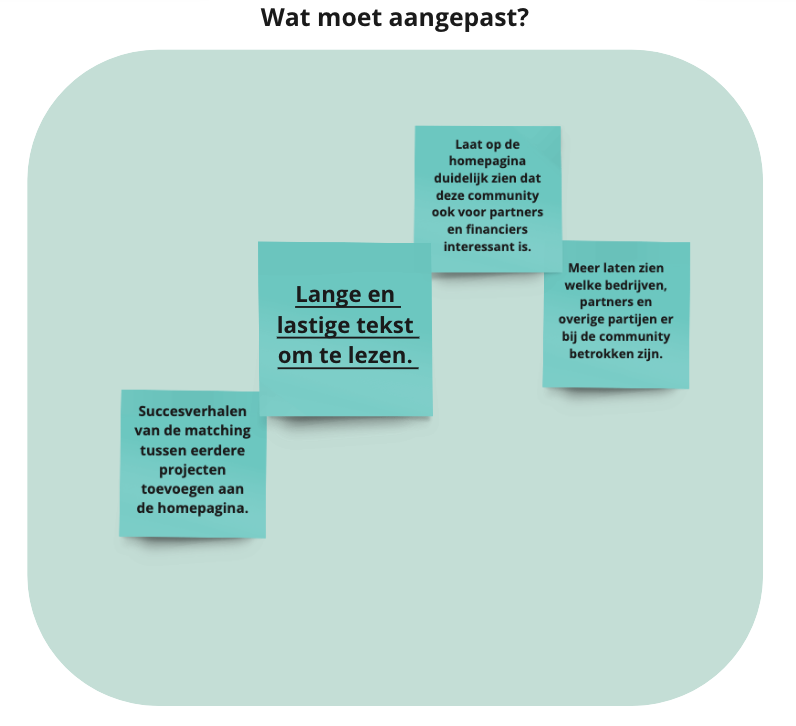 Wat moet aangepast?
Laat op de
homepagina
duidelijk zien dat
deze community
ook voor partners
en financiers
interessant is.
Meer laten zien
welke bedrijven,
partners en
overige partijen er
bij de community
betrokken zijn.
Lange en
lastige tekst
om te lezen.
Succesverhalen
van de matching
tussen eerdere
projecten
toevoegen aan
de homepagina.